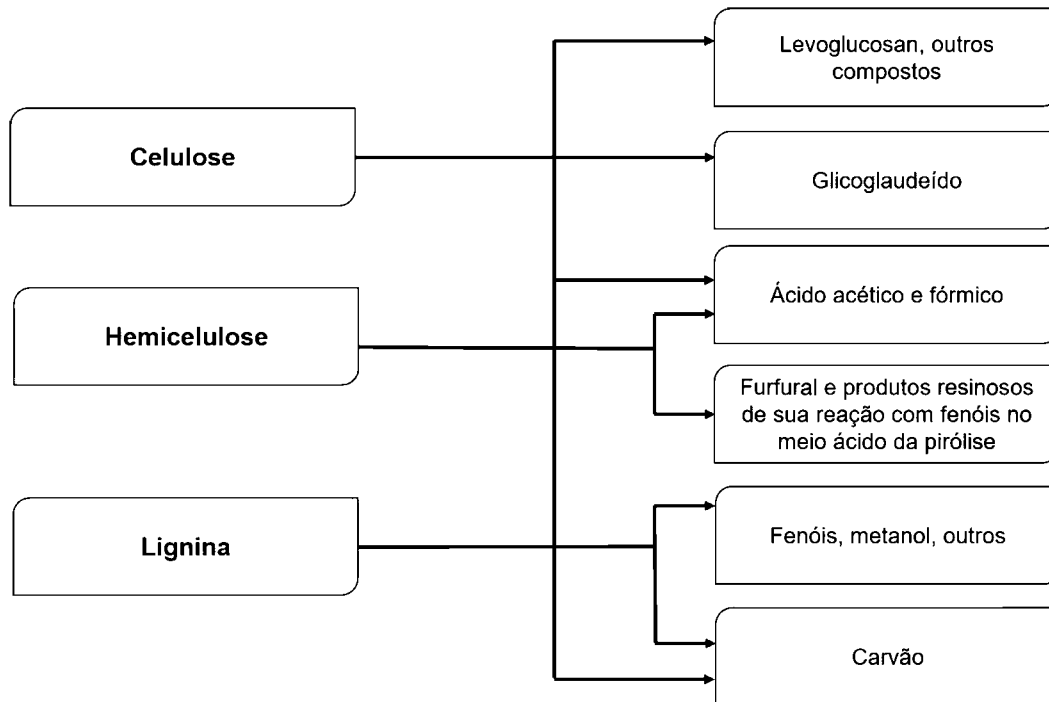 Levoglucosan, outros
compostos
Celulose
Glicoglaudeído
Ácido acético e fórmico
Hemicelulose
Furfural e produtos resinosos
de sua reação com fenóis no
meio ácido da pirólise
Fenóis, metanol, outros
Lignina
Carvão